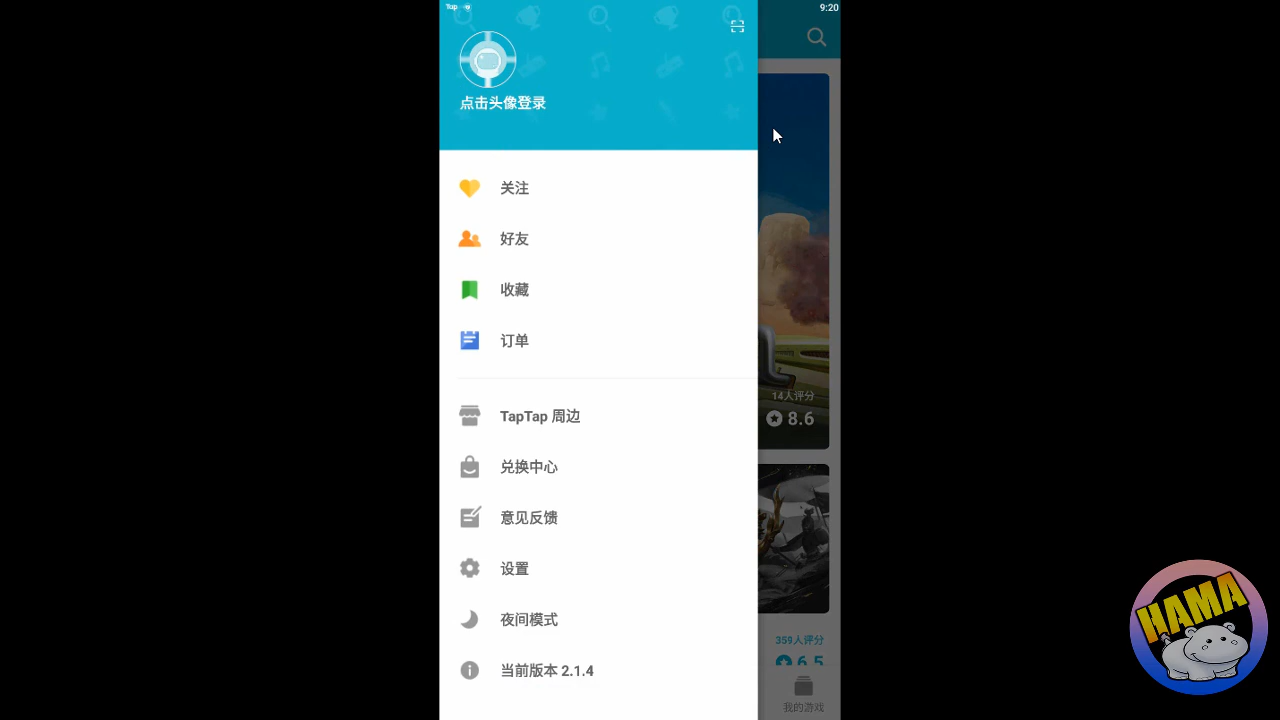 Tap
9:20
点击头像登录
关注
好友
收藏
订单
14人评分
8.6
TapTap 周边
兑换中心
意见反馈
设置
夜间模式
359人评分
6.5
当前版本 2.1.4
我的游戏
HAMA